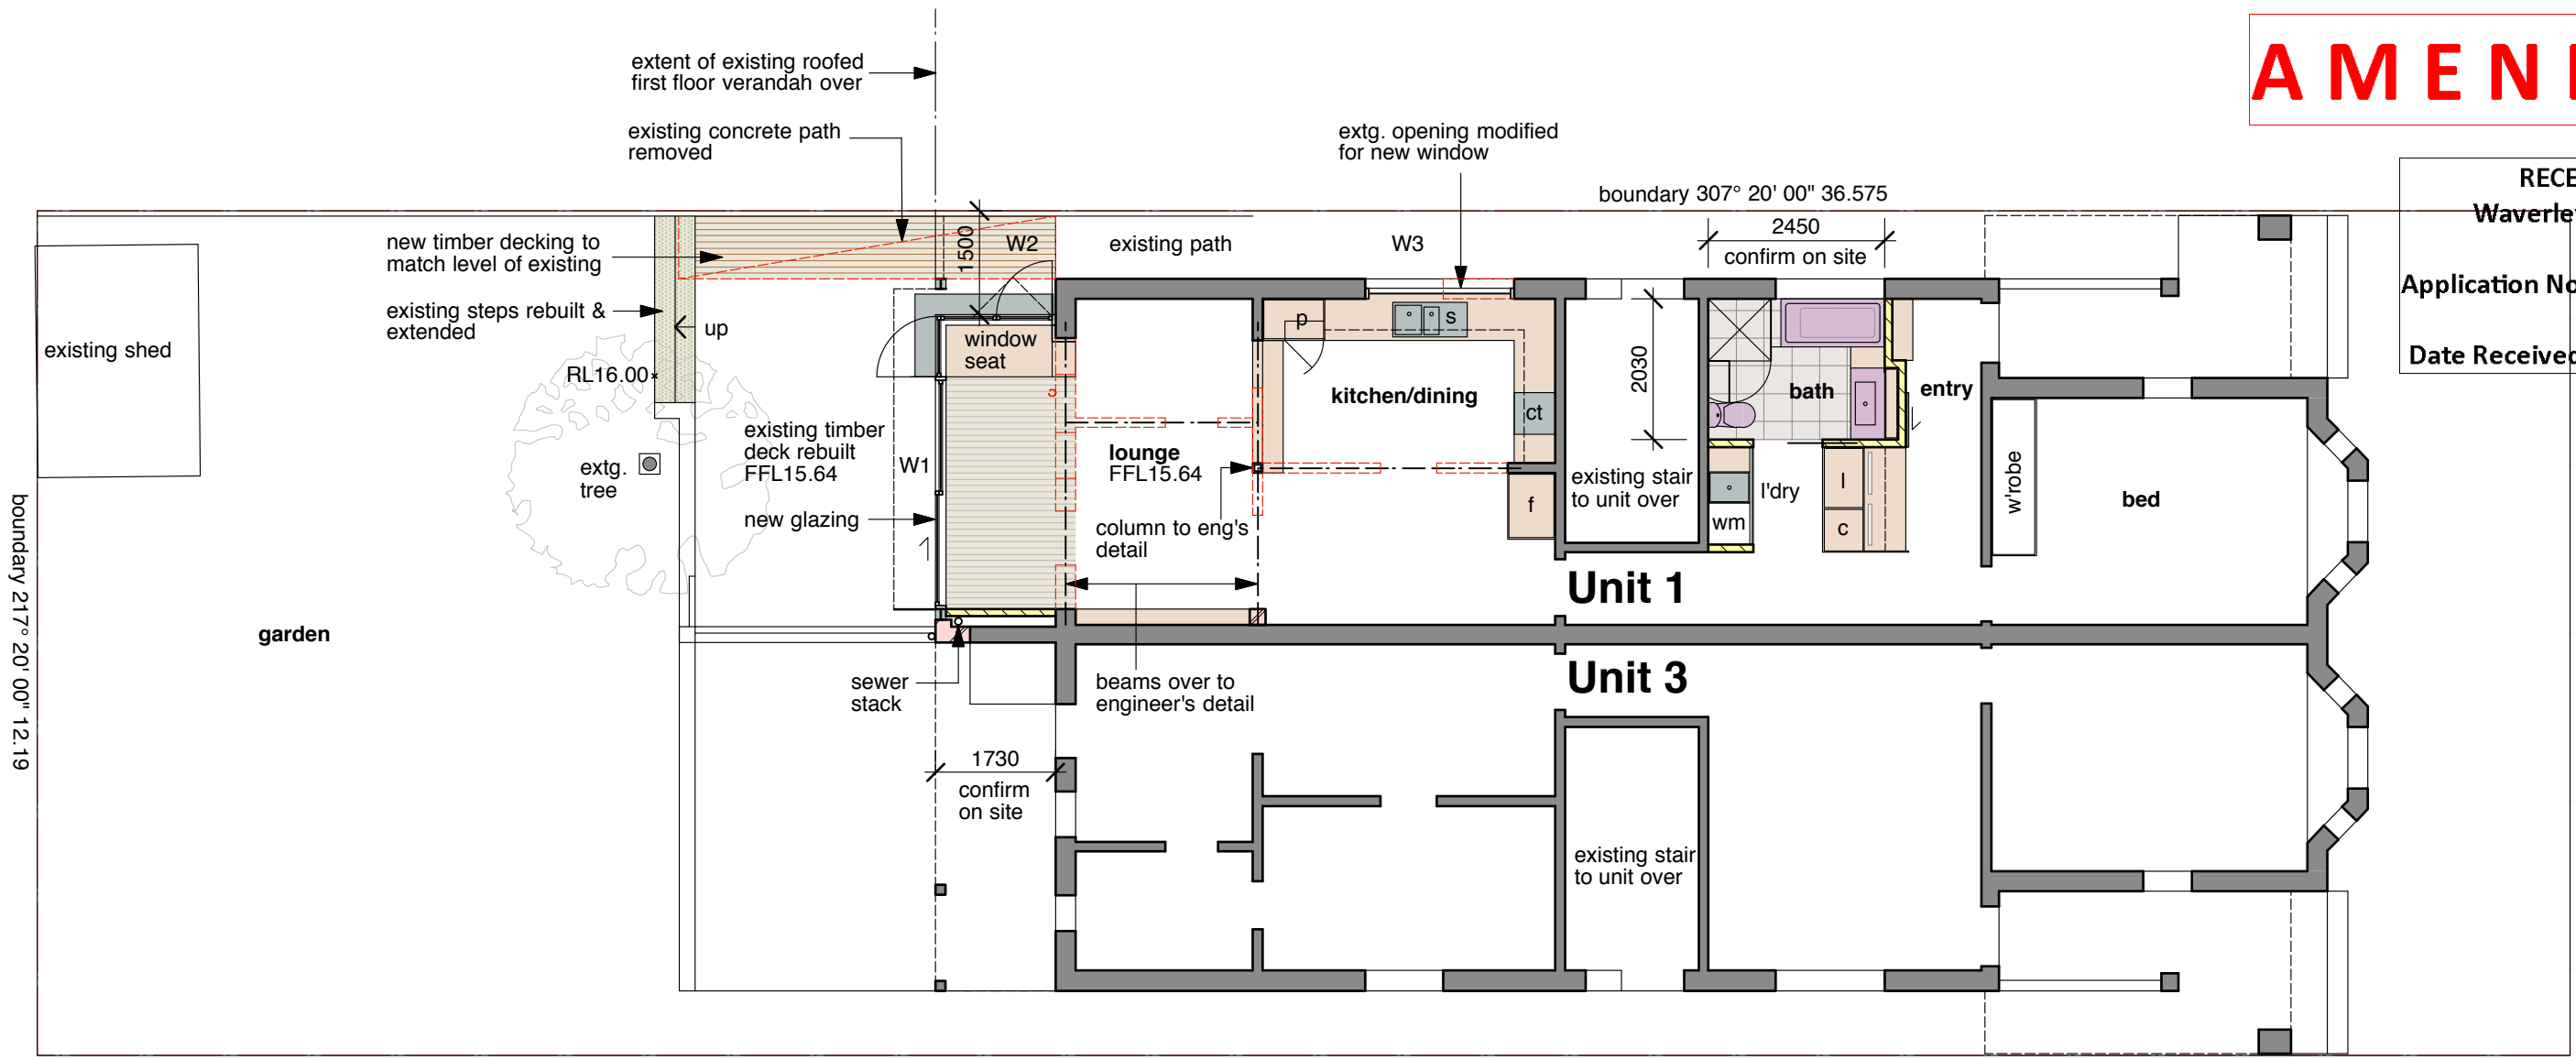 AMEN
extent of existing roofed
first floor verandah over
existing concrete path
removed
extg. opening modified
for new window
RECE
Waverle
Application No
Date Received
boundary 307° 20' 00" 36.575
2450
confirm on site
new timber decking to
match level of existing
1500
W2
existing path
W3
existing steps rebuilt &
extended
up
existing shed
window
seat
p
s
2030
RL16.00
kitchen/dining
bath
entry
ct
existing timber
deck rebuilt
FFL15.64
W1
lounge
FFL15.64
extg.
tree
existing stair
to unit over
l'dry
l
w'robe
bed
new glazing
column to eng's
detail
f
wm
c
boundary 217° 20' 00" 12.19
Unit 1
garden
Unit 3
sewer
stack
beams over to
engineer's detail
1730
confirm
on site
existing stair
to unit over